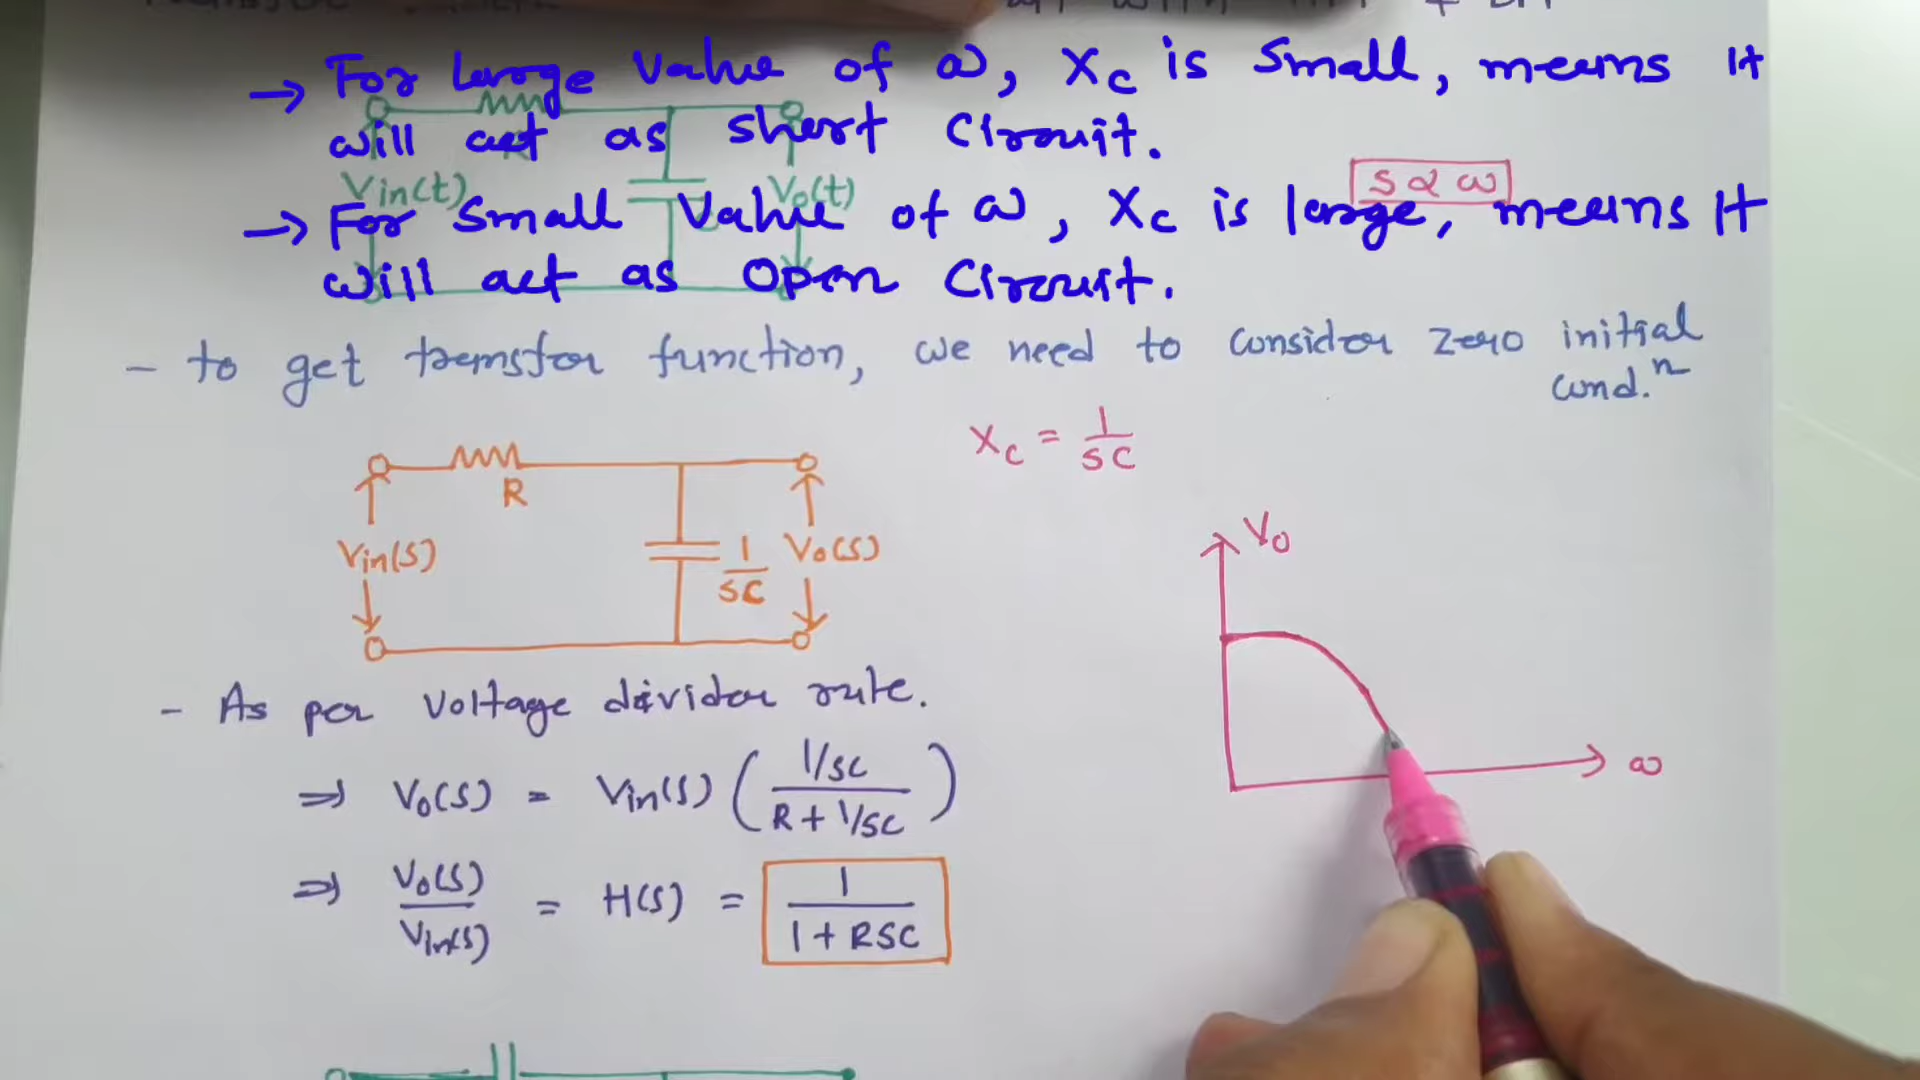 → For large value of ω, Xc is small, means it
will act as short circuit.
Vin(t) Vo(t)
S ∝ ω
→ For small value of ω, Xc is large, means it
will act as open circuit.
- to get transfer function, we need to consider zero initial
cond.ⁿ
Xc = 1/SC
R
Vin(s) 1/SC Vo(s)
Vo
ω
- As per voltage divider rule.
⇒ Vo(s) = Vin(s) ( 1/SC / R + 1/SC )
⇒ Vo(s)/Vin(s) = H(s) = 1 / 1 + RSC